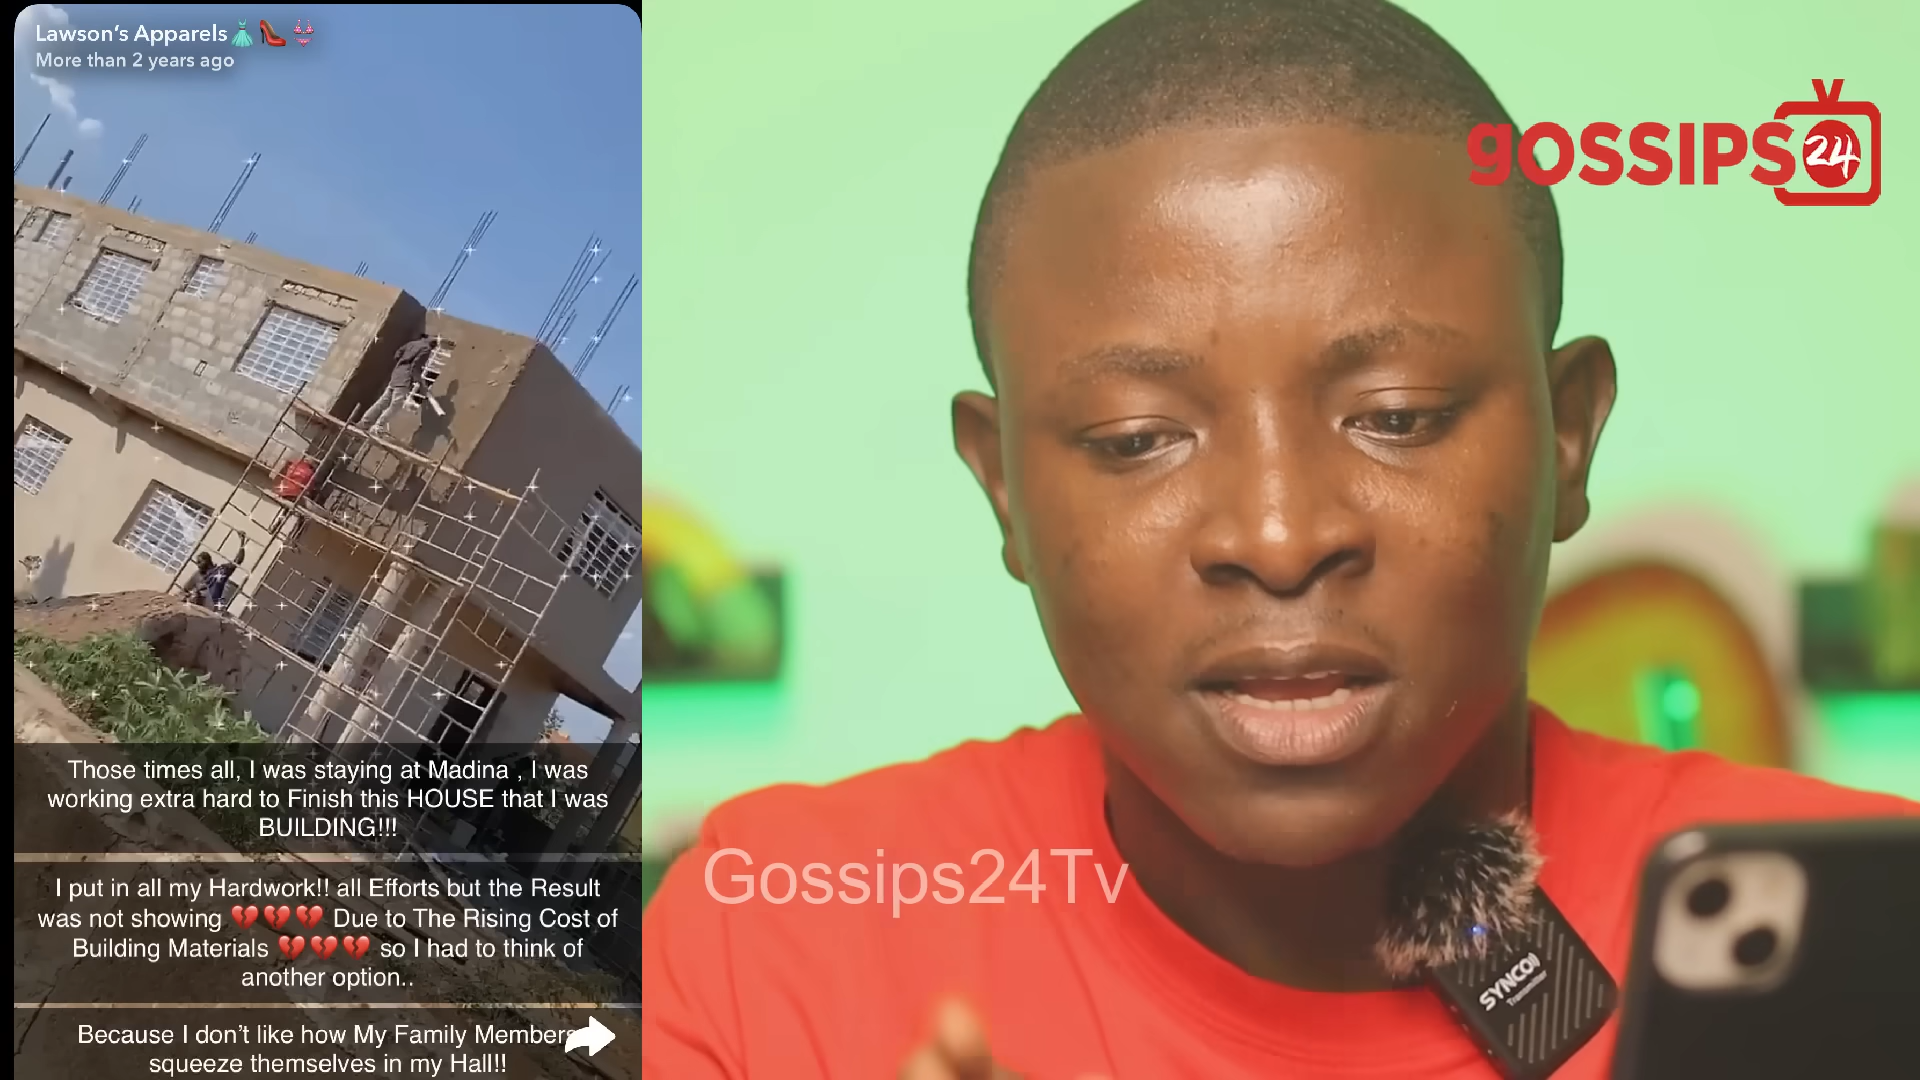 Lawson’s Apparels👗👠👙
More than 2 years ago
Those times all, I was staying at Madina , I was
working extra hard to Finish this HOUSE that I was
BUILDING!!!
I put in all my Hardwork!! all Efforts but the Result
was not showing 💔💔💔 Due to The Rising Cost of
Building Materials 💔💔💔 so I had to think of
another option..
Because I don’t like how My Family Members
squeeze themselves in my Hall!!
gOSSIPS24
Gossips24Tv
SYNCO
Transmitter